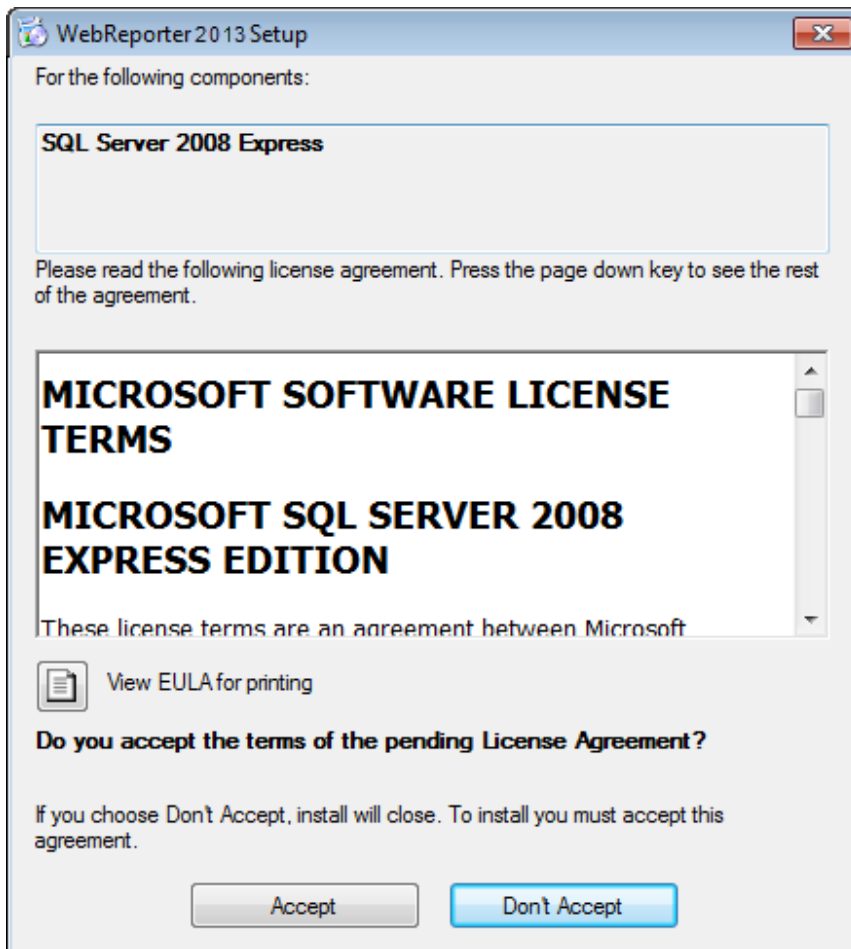 WebReporter 2013 Setup
For the following components:
SQL Server 2008 Express
Please read the following license agreement. Press the page down key to see the rest
of the agreement.
MICROSOFT SOFTWARE LICENSE
TERMS
MICROSOFT SQL SERVER 2008
EXPRESS EDITION
These license terms are an agreement between Microsoft
View EULA for printing
Do you accept the terms of the pending License Agreement?
If you choose Don't Accept, install will close. To install you must accept this
agreement.
Accept
Don't Accept